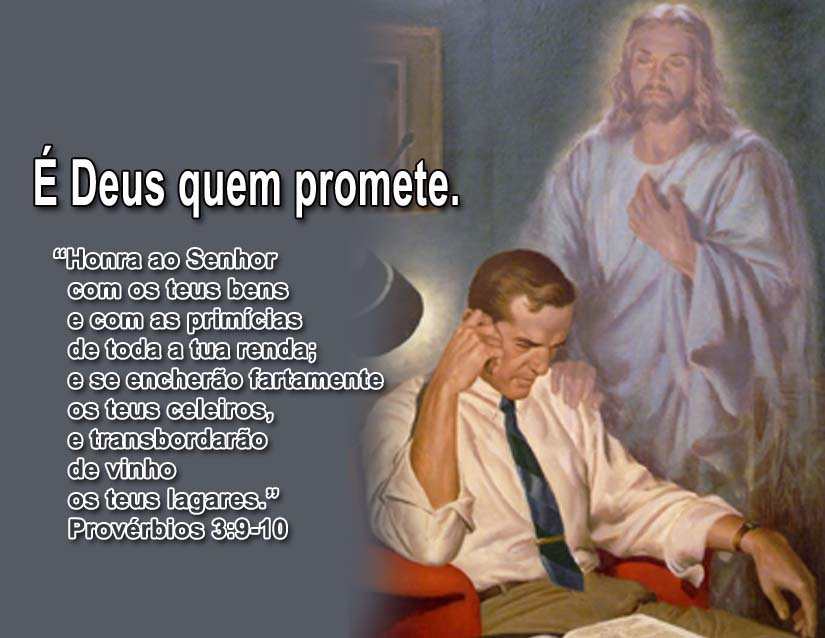 É Deus quem promete.
“Honra ao Senhor
com os teus bens
e com as primícias
de toda a tua renda;
e se encherão fartamente
os teus celeiros,
e transbordarão
de vinho
os teus lagares.”
Provérbios 3:9-10